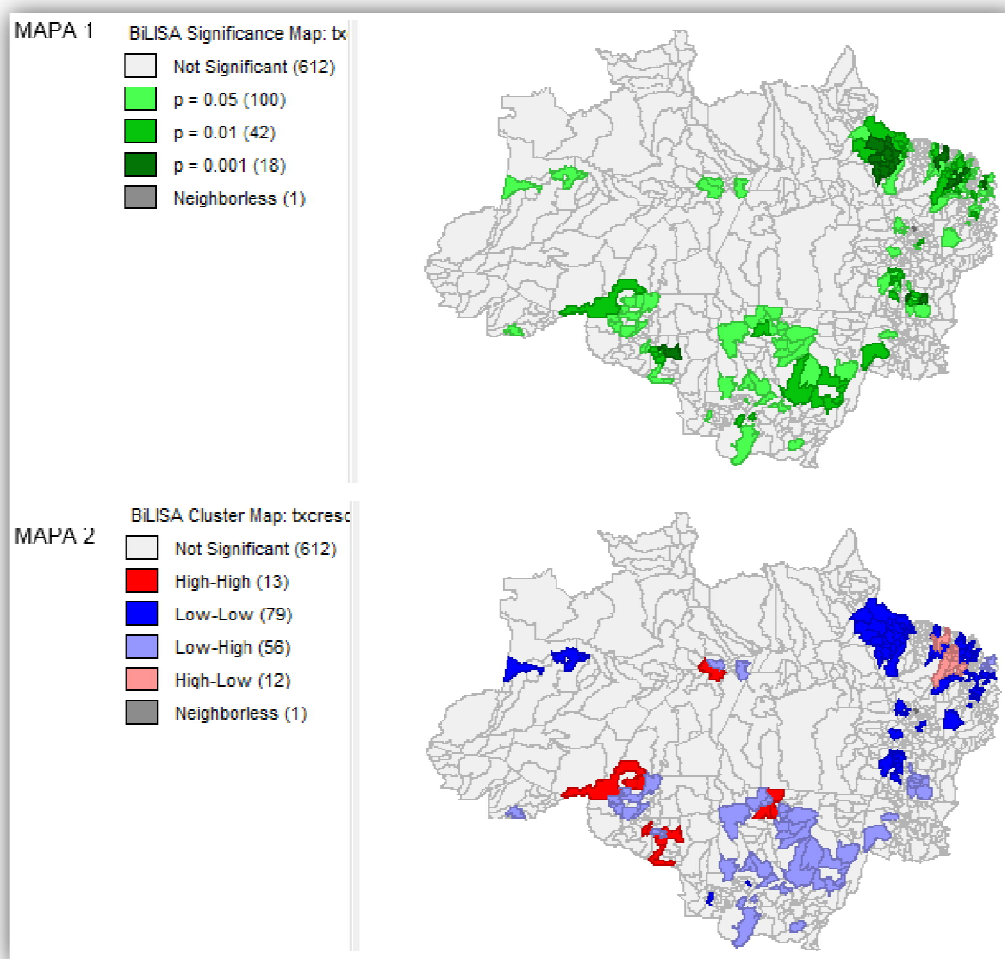 MAPA 1
BiLISA Significance Map: tx
Not Significant (612)
p = 0.05 (100)
p = 0.01 (42)
p = 0.001 (18)
Neighborless (1)
MAPA 2
BiLISA Cluster Map: txcresc
Not Significant (612)
High-High (13)
Low-Low (79)
Low-High (56)
High-Low (12)
Neighborless (1)